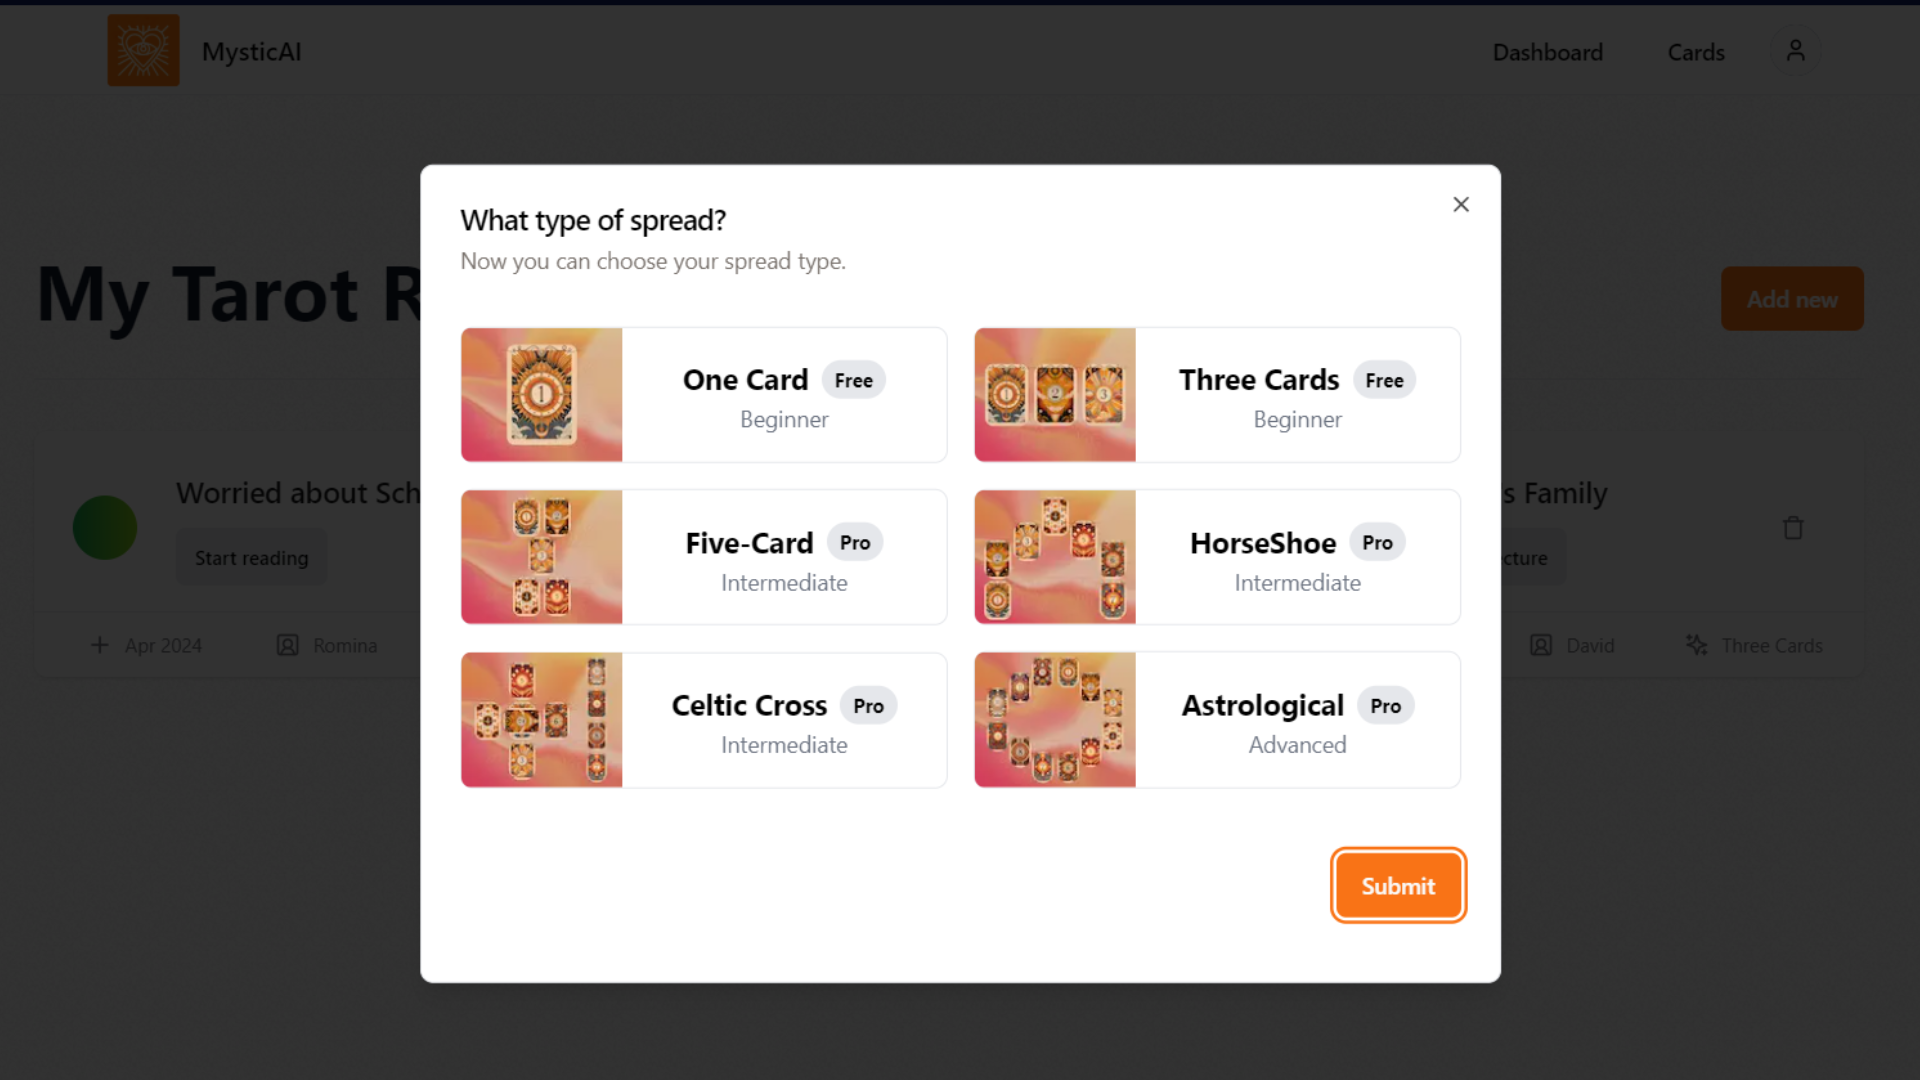 MysticAI
Dashboard
Cards
What type of spread?
Now you can choose your spread type.
My Tarot R
Add new
One Card Free
Beginner
Three Cards Free
Beginner
Worried about Sch
's Family
Start reading
cture
Five-Card Pro
Intermediate
HorseShoe Pro
Intermediate
Apr 2024
Romina
David
Three Cards
Celtic Cross Pro
Intermediate
Astrological Pro
Advanced
Submit